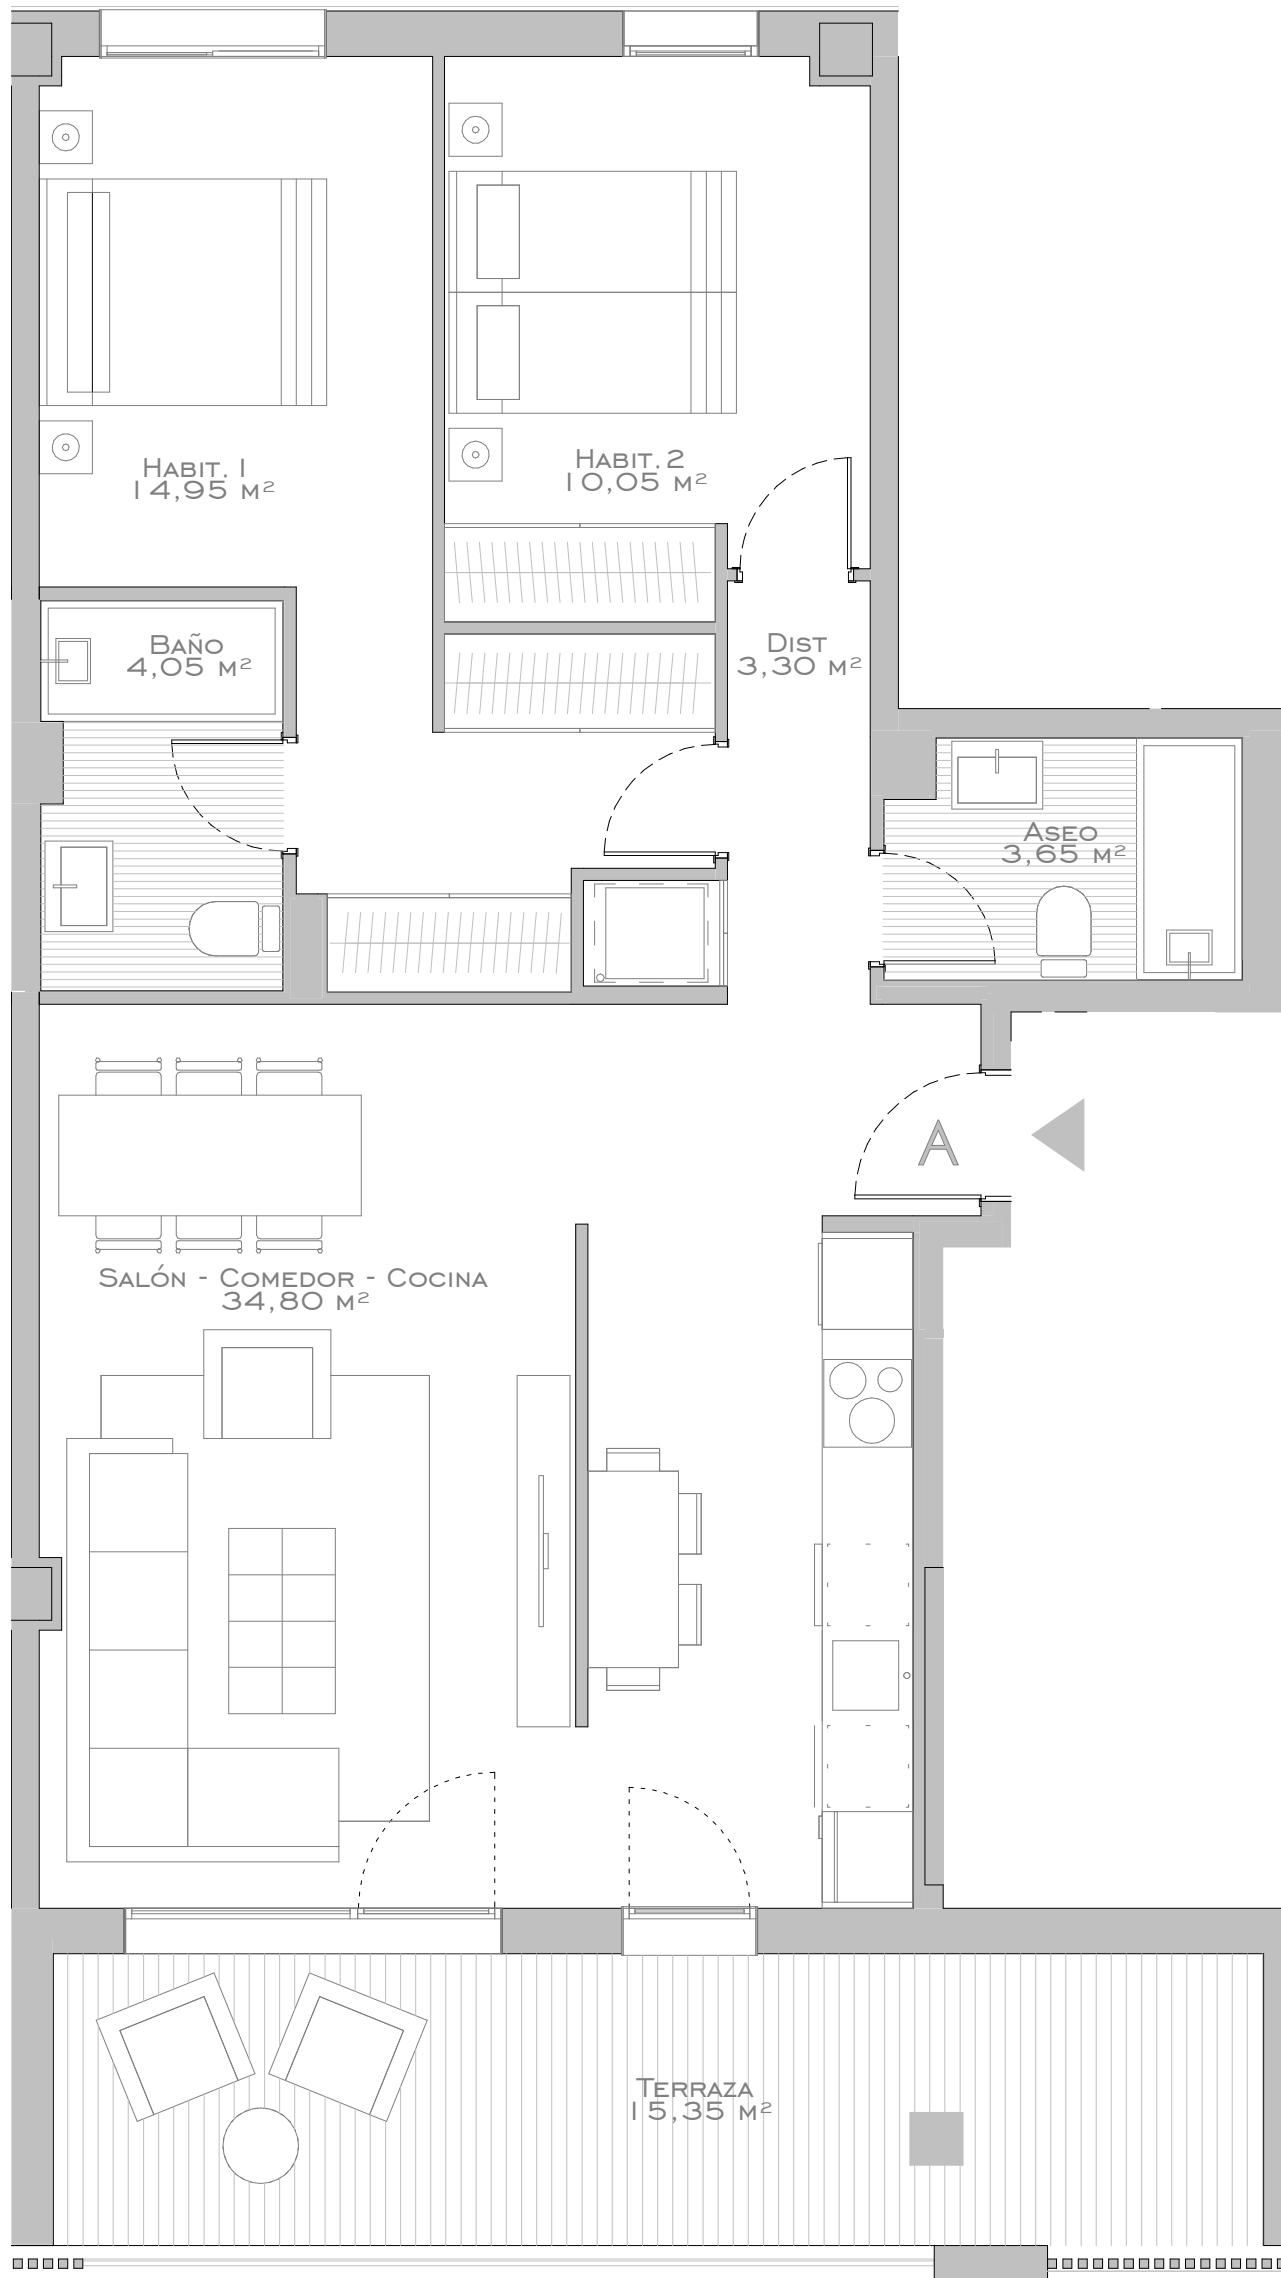 Habit. 1
14,95 m²
Habit. 2
10,05 m²
Baño
4,05 m²
Dist
3,30 m²
Aseo
3,65 m²
A
Salón - Comedor - Cocina
34,80 m²
Terraza
15,35 m²